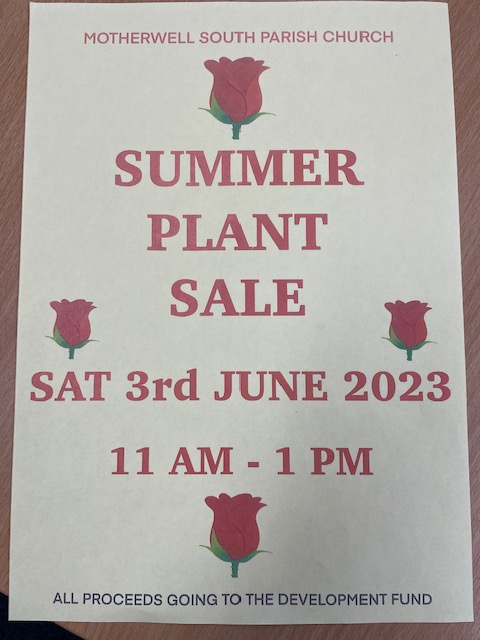 MOTHERWELL SOUTH PARISH CHURCH
SUMMER
PLANT
SALE
SAT 3rd JUNE 2023
11 AM - 1 PM
ALL PROCEEDS GOING TO THE DEVELOPMENT FUND